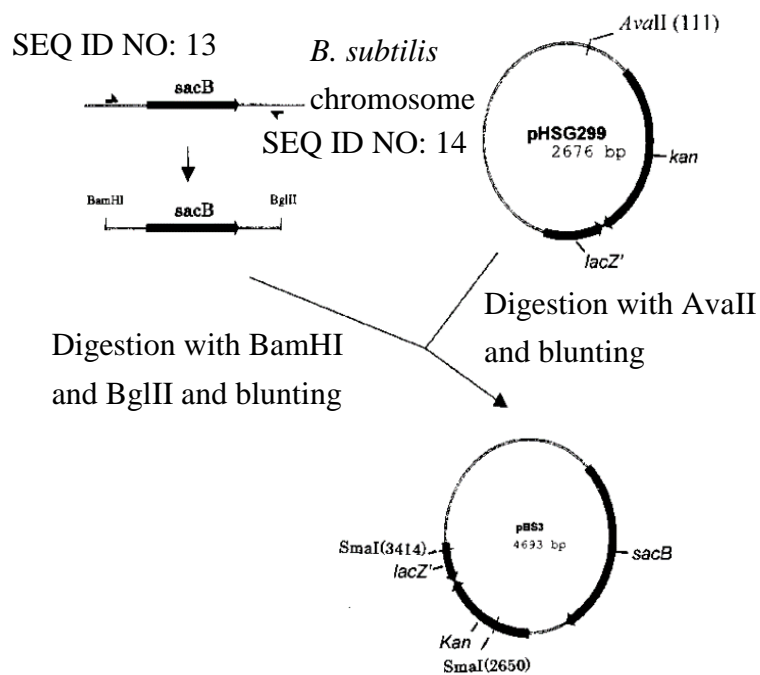 SEQ ID NO: 13
B. subtilis
chromosome
sacB
SEQ ID NO: 14
AvaII (111)
pHSG299
2676 bp
kan
lacZ'
BamHI
sacB
BglII
Digestion with BamHI
and BglII and blunting
Digestion with AvaII
and blunting
pBS3
4693 bp
sacB
SmaI(3414)
lacZ'
Kan
SmaI(2650)